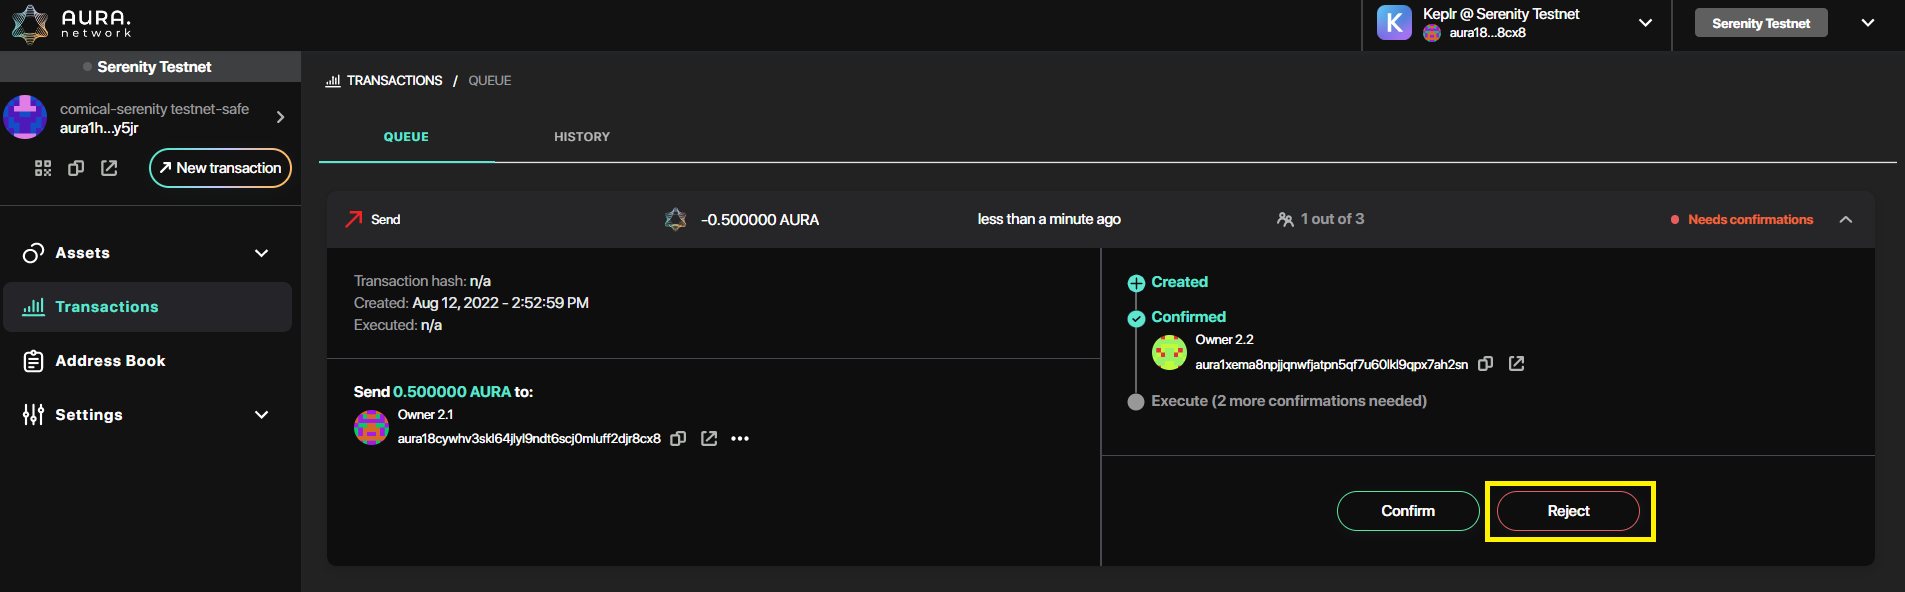 AURA.
network
Keplr @ Serenity Testnet
aura18...8cx8
Serenity Testnet
Serenity Testnet
comical-serenity testnet-safe
aura1h...y5jr
New transaction
Assets
Transactions
Address Book
Settings
TRANSACTIONS / QUEUE
QUEUE HISTORY
Send -0.500000 AURA less than a minute ago 1 out of 3 Needs confirmations
Transaction hash: n/a
Created: Aug 12, 2022 - 2:52:59 PM
Executed: n/a
Send 0.500000 AURA to:
Owner 2.1
aura18cywhv3skl64jlyl9ndt6scj0mluff2djr8cx8
Created
Confirmed
Owner 2.2
aura1xema8npjjqnwfjatpn5qf7u60lkl9qpx7ah2sn
Execute (2 more confirmations needed)
Confirm Reject